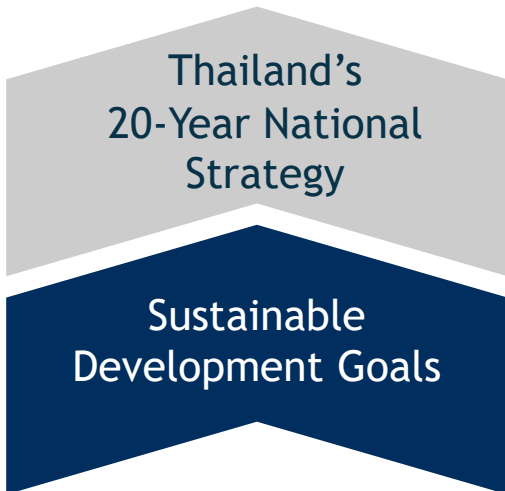 Thailand’s
20-Year National
Strategy
Sustainable
Development Goals